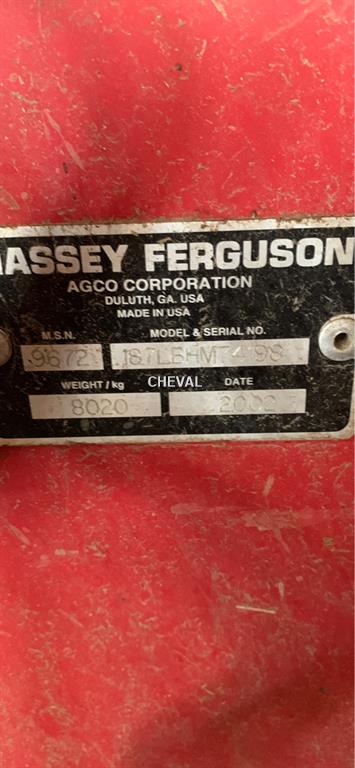 MASSEY FERGUSON
AGCO CORPORATION
DULUTH, GA. USA
MADE IN USA
M.S.N. MODEL & SERIAL NO.
9672
WEIGHT / kg CHEVAL DATE
8020 2002